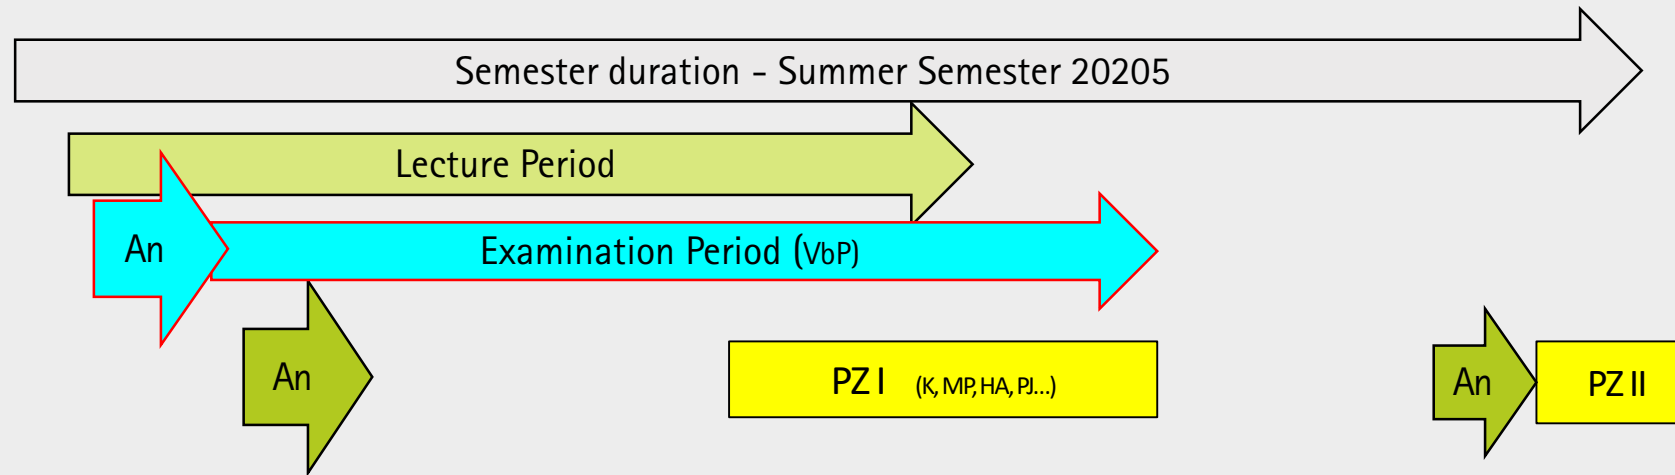 Semester duration - Summer Semester 20205
Lecture Period
An
Examination Period (VbP)
An
PZ I (K, MP, HA, PJ...)
An
PZ II